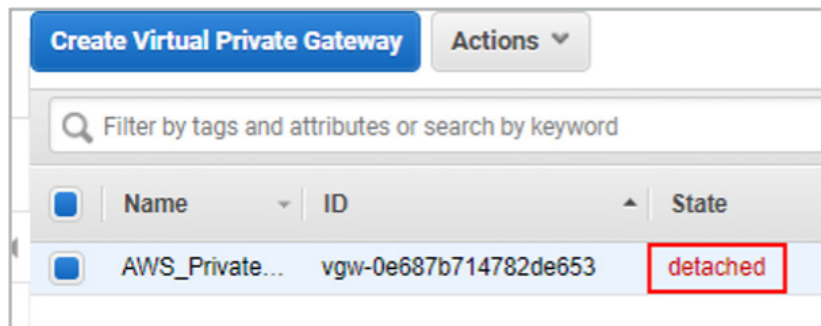 Create Virtual Private Gateway Actions
Filter by tags and attributes or search by keyword
Name ID State
AWS_Private... vgw-0e687b714782de653 detached